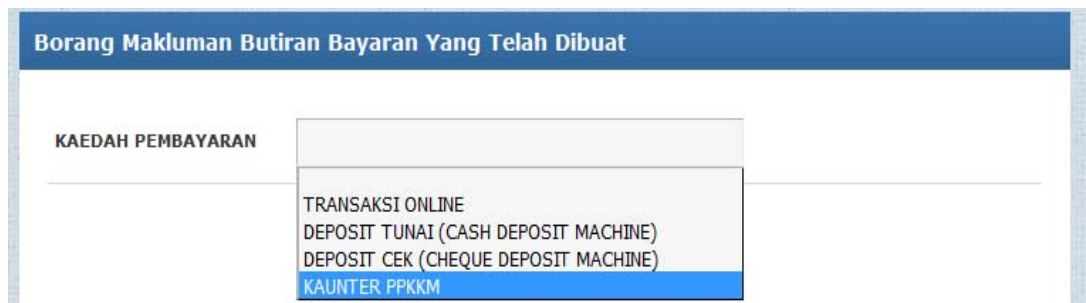 Borang Makluman Butiran Bayaran Yang Telah Dibuat
KAEDAH PEMBAYARAN
TRANSAKSI ONLINE
DEPOSIT TUNAI (CASH DEPOSIT MACHINE)
DEPOSIT CEK (CHEQUE DEPOSIT MACHINE)
KAUNTER PPKKM